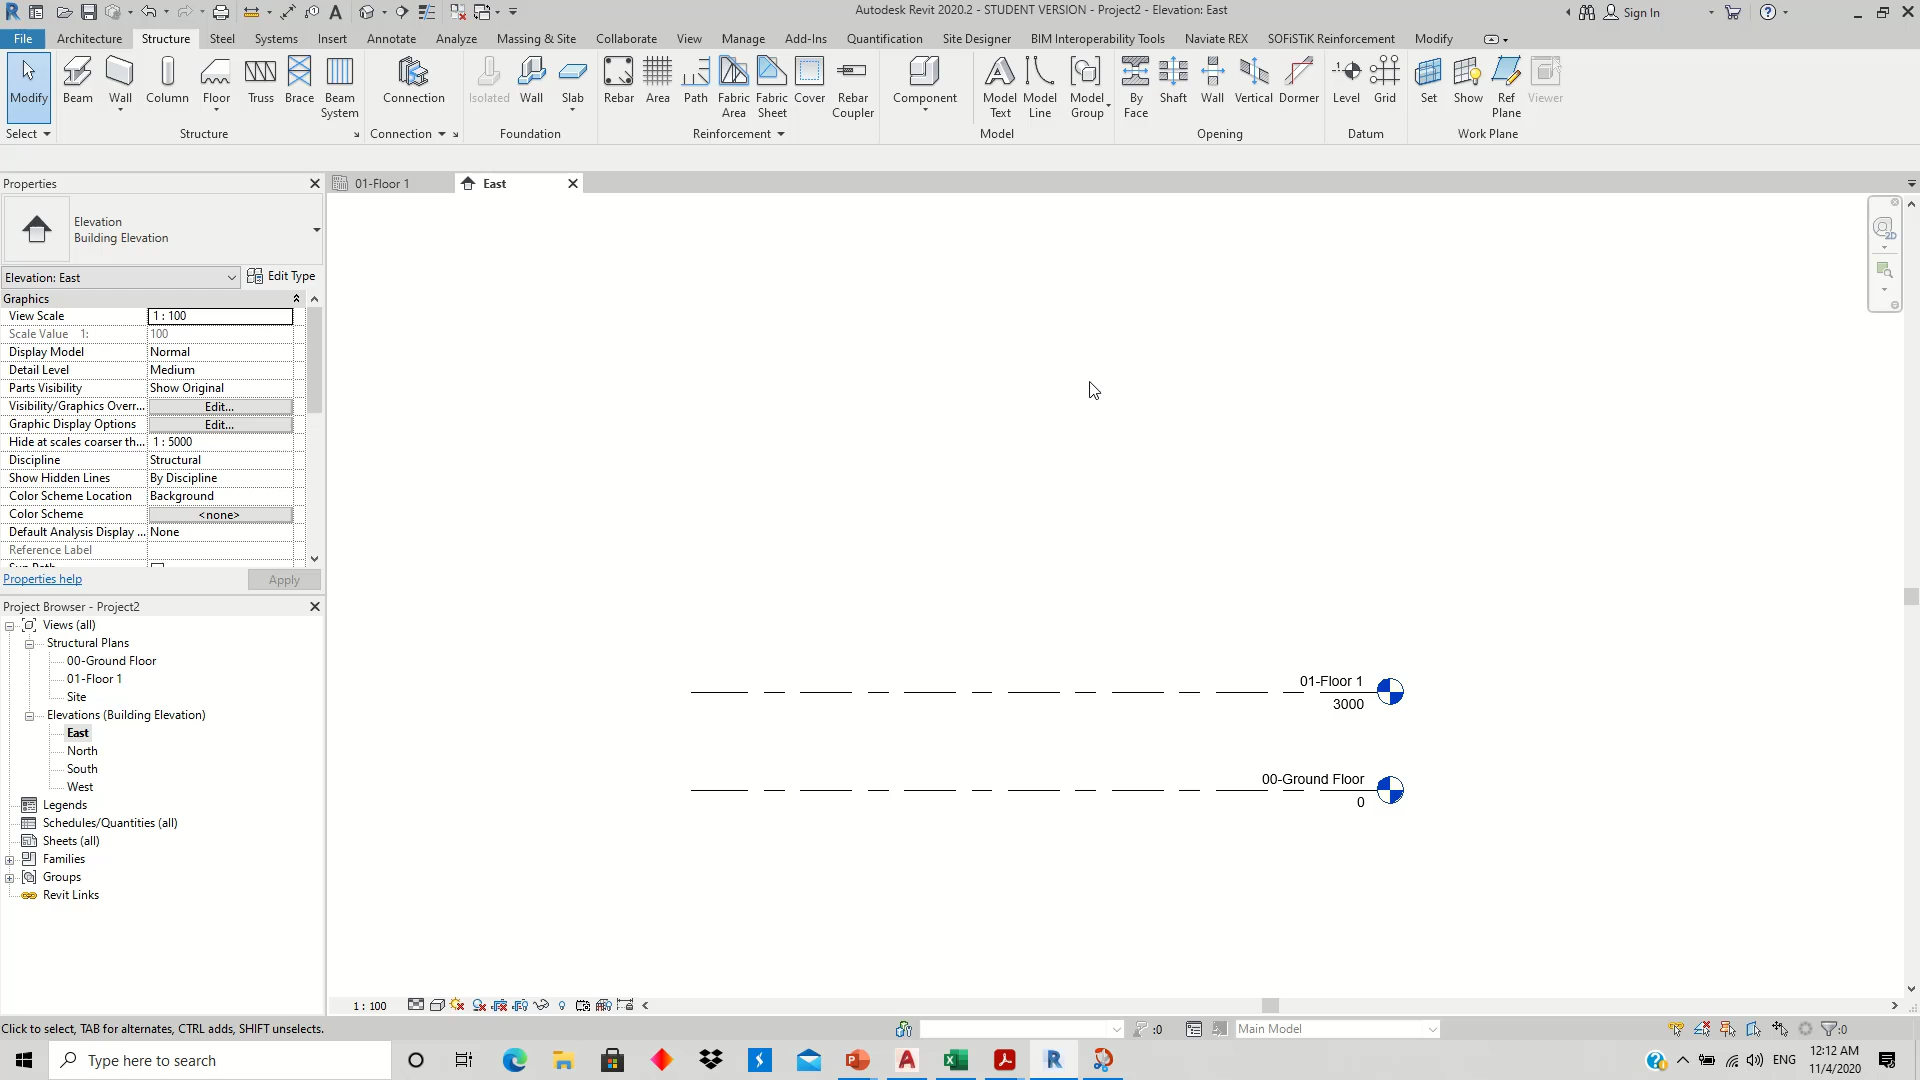 Autodesk Revit 2020.2 - STUDENT VERSION - Project2 - Elevation: East
Sign In
File Architecture Structure Steel Systems Insert Annotate Analyze Massing & Site Collaborate View Manage Add-Ins Quantification Site Designer BIM Interoperability Tools Naviate REX SOFiSTiK Reinforcement Modify
Modify Beam Wall Column Floor Truss Brace Beam System Connection Isolated Wall Slab Rebar Area Path Fabric Area Fabric Sheet Cover Rebar Coupler Component Model Text Model Line Model Group By Face Shaft Wall Vertical Dormer Level Grid Set Show Ref Plane Viewer
Select Structure Connection Foundation Reinforcement Model Opening Datum Work Plane
Properties
01-Floor 1
East
Elevation
Building Elevation
Elevation: East
Edit Type
Graphics
View Scale 1 : 100
Scale Value 1: 100
Display Model Normal
Detail Level Medium
Parts Visibility Show Original
Visibility/Graphics Overr... Edit...
Graphic Display Options Edit...
Hide at scales coarser th... 1 : 5000
Discipline Structural
Show Hidden Lines By Discipline
Color Scheme Location Background
Color Scheme <none>
Default Analysis Display ... None
Reference Label
Properties help
Apply
Project Browser - Project2
Views (all)
Structural Plans
00-Ground Floor
01-Floor 1
Site
Elevations (Building Elevation)
East
North
South
West
Legends
Schedules/Quantities (all)
Sheets (all)
Families
Groups
Revit Links
2D
01-Floor 1
3000
00-Ground Floor
0
1 : 100
Click to select, TAB for alternates, CTRL adds, SHIFT unselects.
:0
Main Model
:0
Type here to search
ENG
12:12 AM
11/4/2020